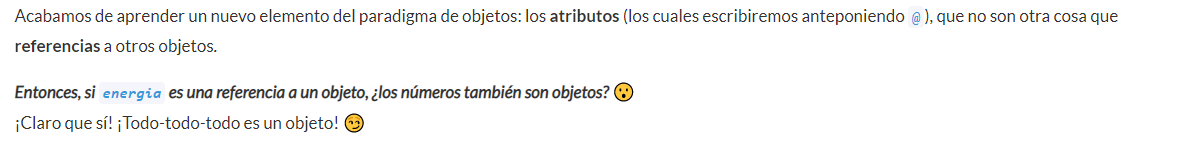 Acabamos de aprender un nuevo elemento del paradigma de objetos: los atributos (los cuales escribiremos anteponiendo @), que no son otra cosa que
referencias a otros objetos.
Entonces, si energia es una referencia a un objeto, ¿los números también son objetos? 😮
¡Claro que sí! ¡Todo-todo-todo es un objeto! 😏